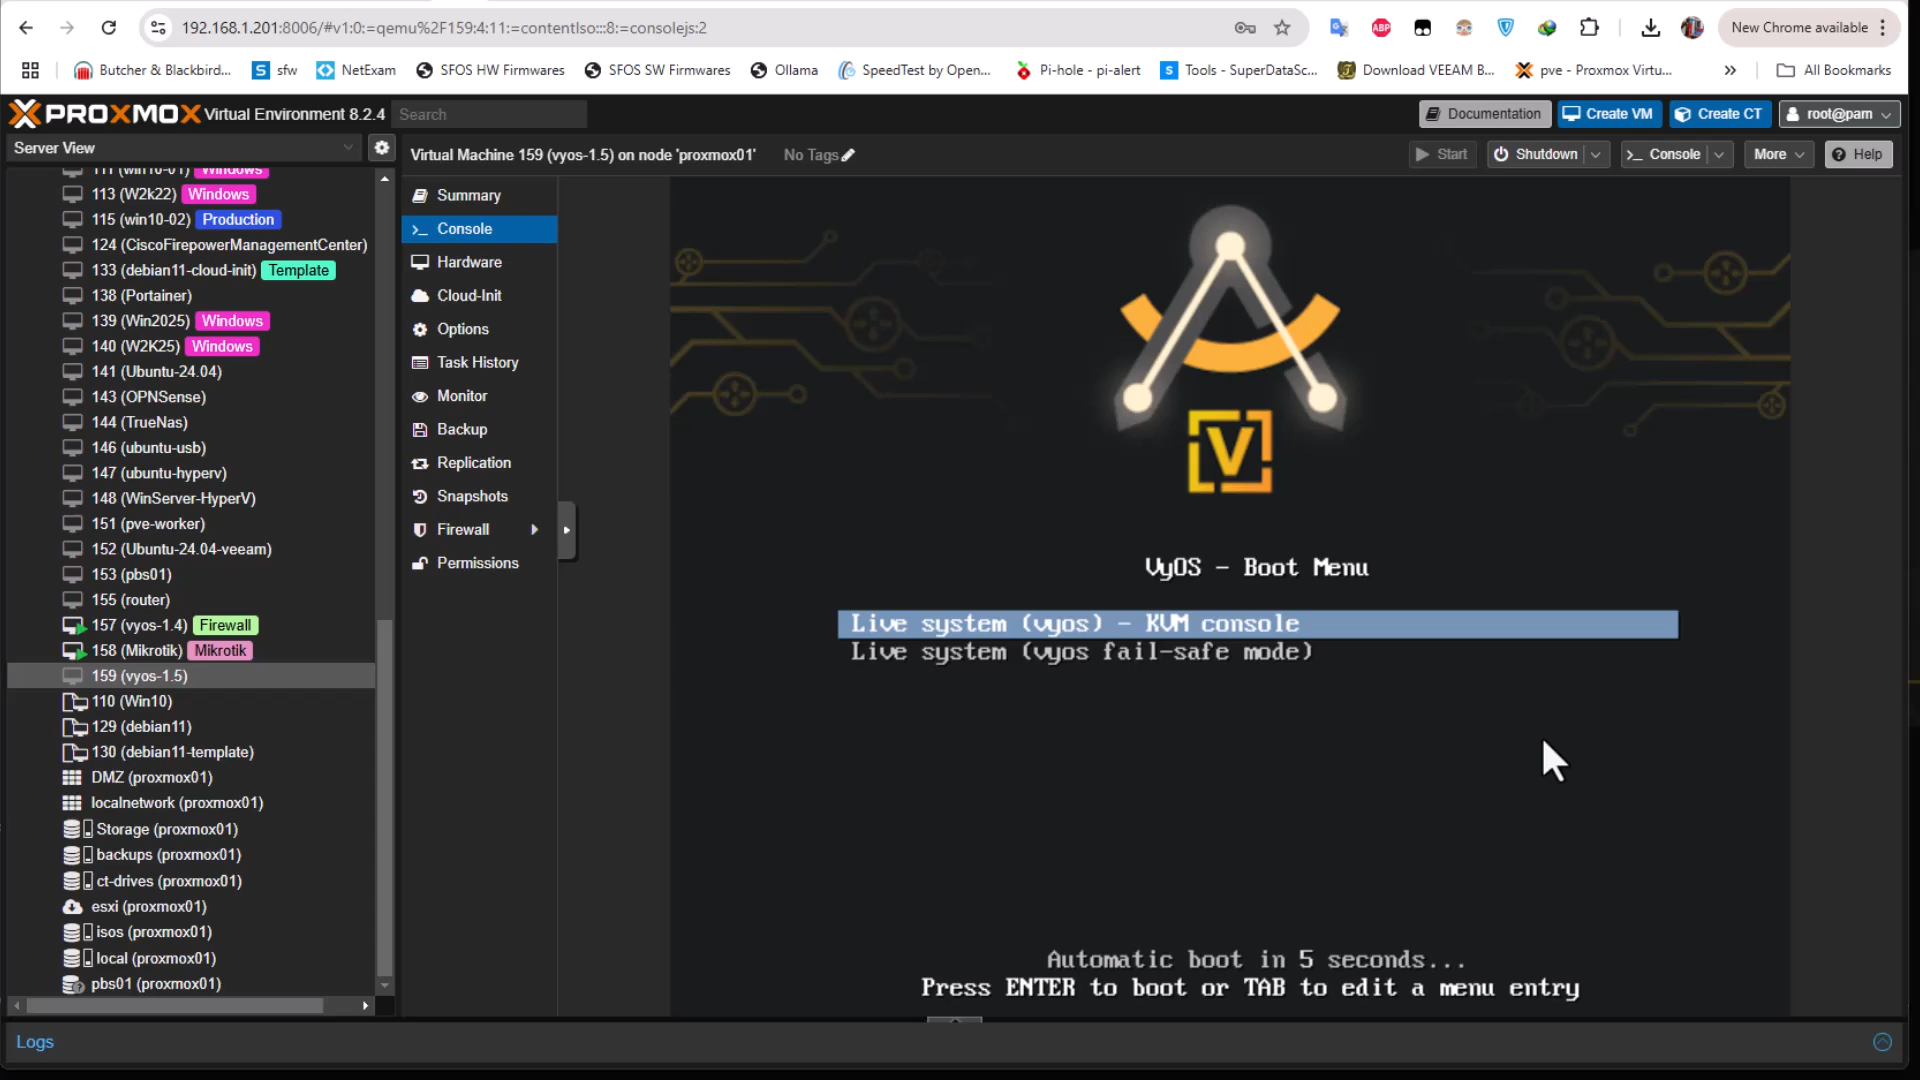 192.168.1.201:8006/#v1:0:=qemu%2F159:4:11:=contentIso:::8:=consolejs:2
New Chrome available
Butcher & Blackbird...
sfw
NetExam
SFOS HW Firmwares
SFOS SW Firmwares
Ollama
SpeedTest by Open...
Pi-hole - pi-alert
Tools - SuperDataSc...
Download VEEAM B...
pve - Proxmox Virtu...
All Bookmarks
PROXMOX Virtual Environment 8.2.4
Search
Documentation
Create VM
Create CT
root@pam
Server View
Virtual Machine 159 (vyos-1.5) on node 'proxmox01'
No Tags
Start
Shutdown
Console
More
Help
111 (win10-01) Windows
113 (W2k22) Windows
115 (win10-02) Production
124 (CiscoFirepowerManagementCenter)
133 (debian11-cloud-init) Template
138 (Portainer)
139 (Win2025) Windows
140 (W2K25) Windows
141 (Ubuntu-24.04)
143 (OPNSense)
144 (TrueNas)
146 (ubuntu-usb)
147 (ubuntu-hyperv)
148 (WinServer-HyperV)
151 (pve-worker)
152 (Ubuntu-24.04-veeam)
153 (pbs01)
155 (router)
157 (vyos-1.4) Firewall
158 (Mikrotik) Mikrotik
159 (vyos-1.5)
110 (Win10)
129 (debian11)
130 (debian11-template)
DMZ (proxmox01)
localnetwork (proxmox01)
Storage (proxmox01)
backups (proxmox01)
ct-drives (proxmox01)
esxi (proxmox01)
isos (proxmox01)
local (proxmox01)
pbs01 (proxmox01)
Summary
Console
Hardware
Cloud-Init
Options
Task History
Monitor
Backup
Replication
Snapshots
Firewall
Permissions
V
VyOS - Boot Menu
Live system (vyos) - KVM console
Live system (vyos fail-safe mode)
Automatic boot in 5 seconds...
Press ENTER to boot or TAB to edit a menu entry
Logs